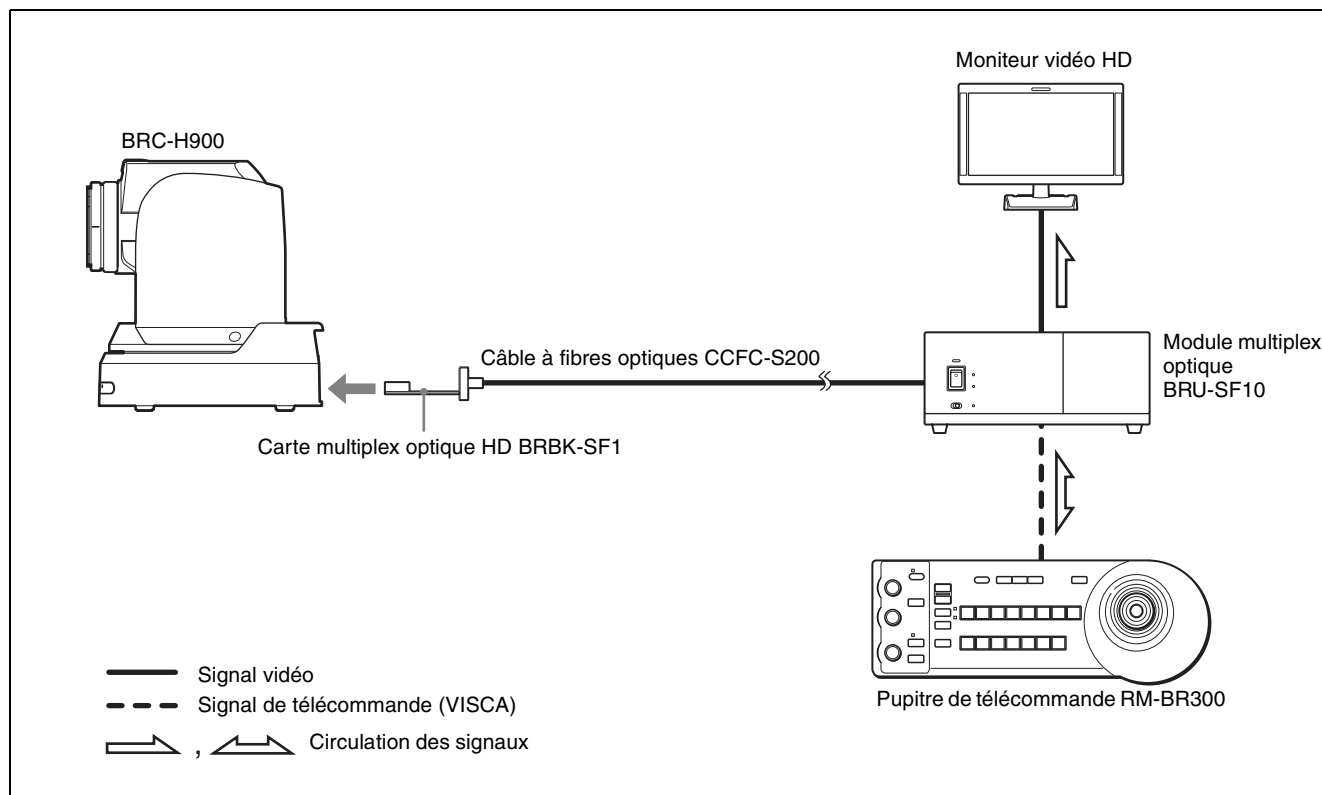 Moniteur vidéo HD
BRC-H900
Câble à fibres optiques CCFC-S200
Module multiplex
optique
BRU-SF10
Carte multiplex optique HD BRBK-SF1
Signal vidéo
Signal de télécommande (VISCA)
, Circulation des signaux
Pupitre de télécommande RM-BR300